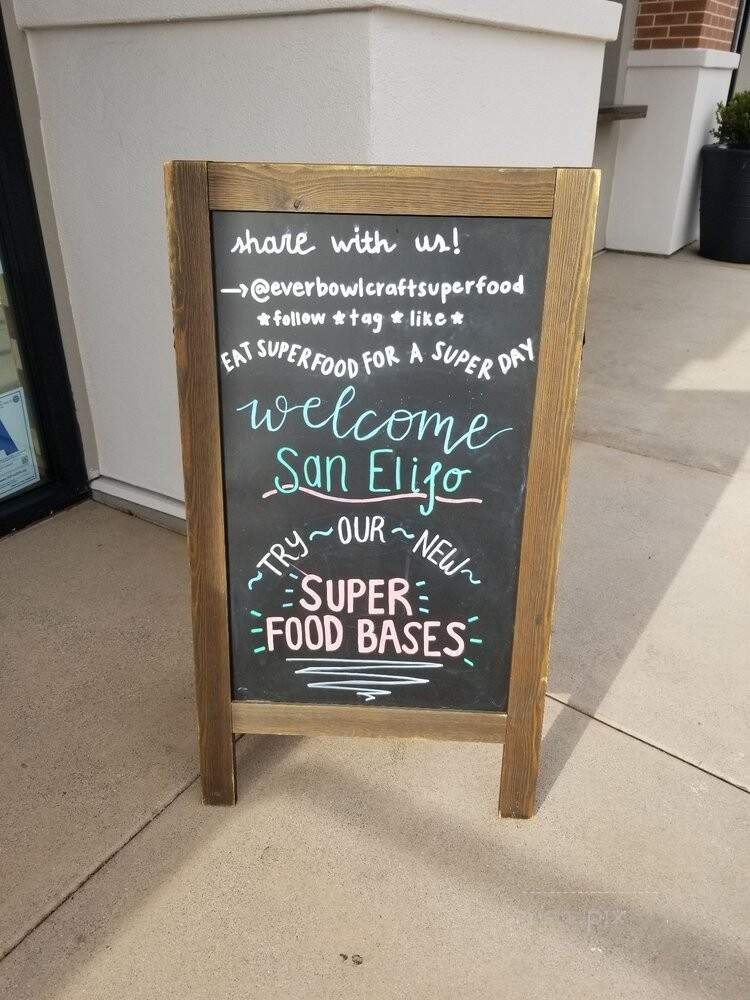 share with us!
→@everbowlcraftsuperfood
*follow *tag *like*
EAT SUPERFOOD FOR A SUPER DAY
welcome
San Elijo
~TRY~OUR~NEW~
SUPER
FOOD BASES
A